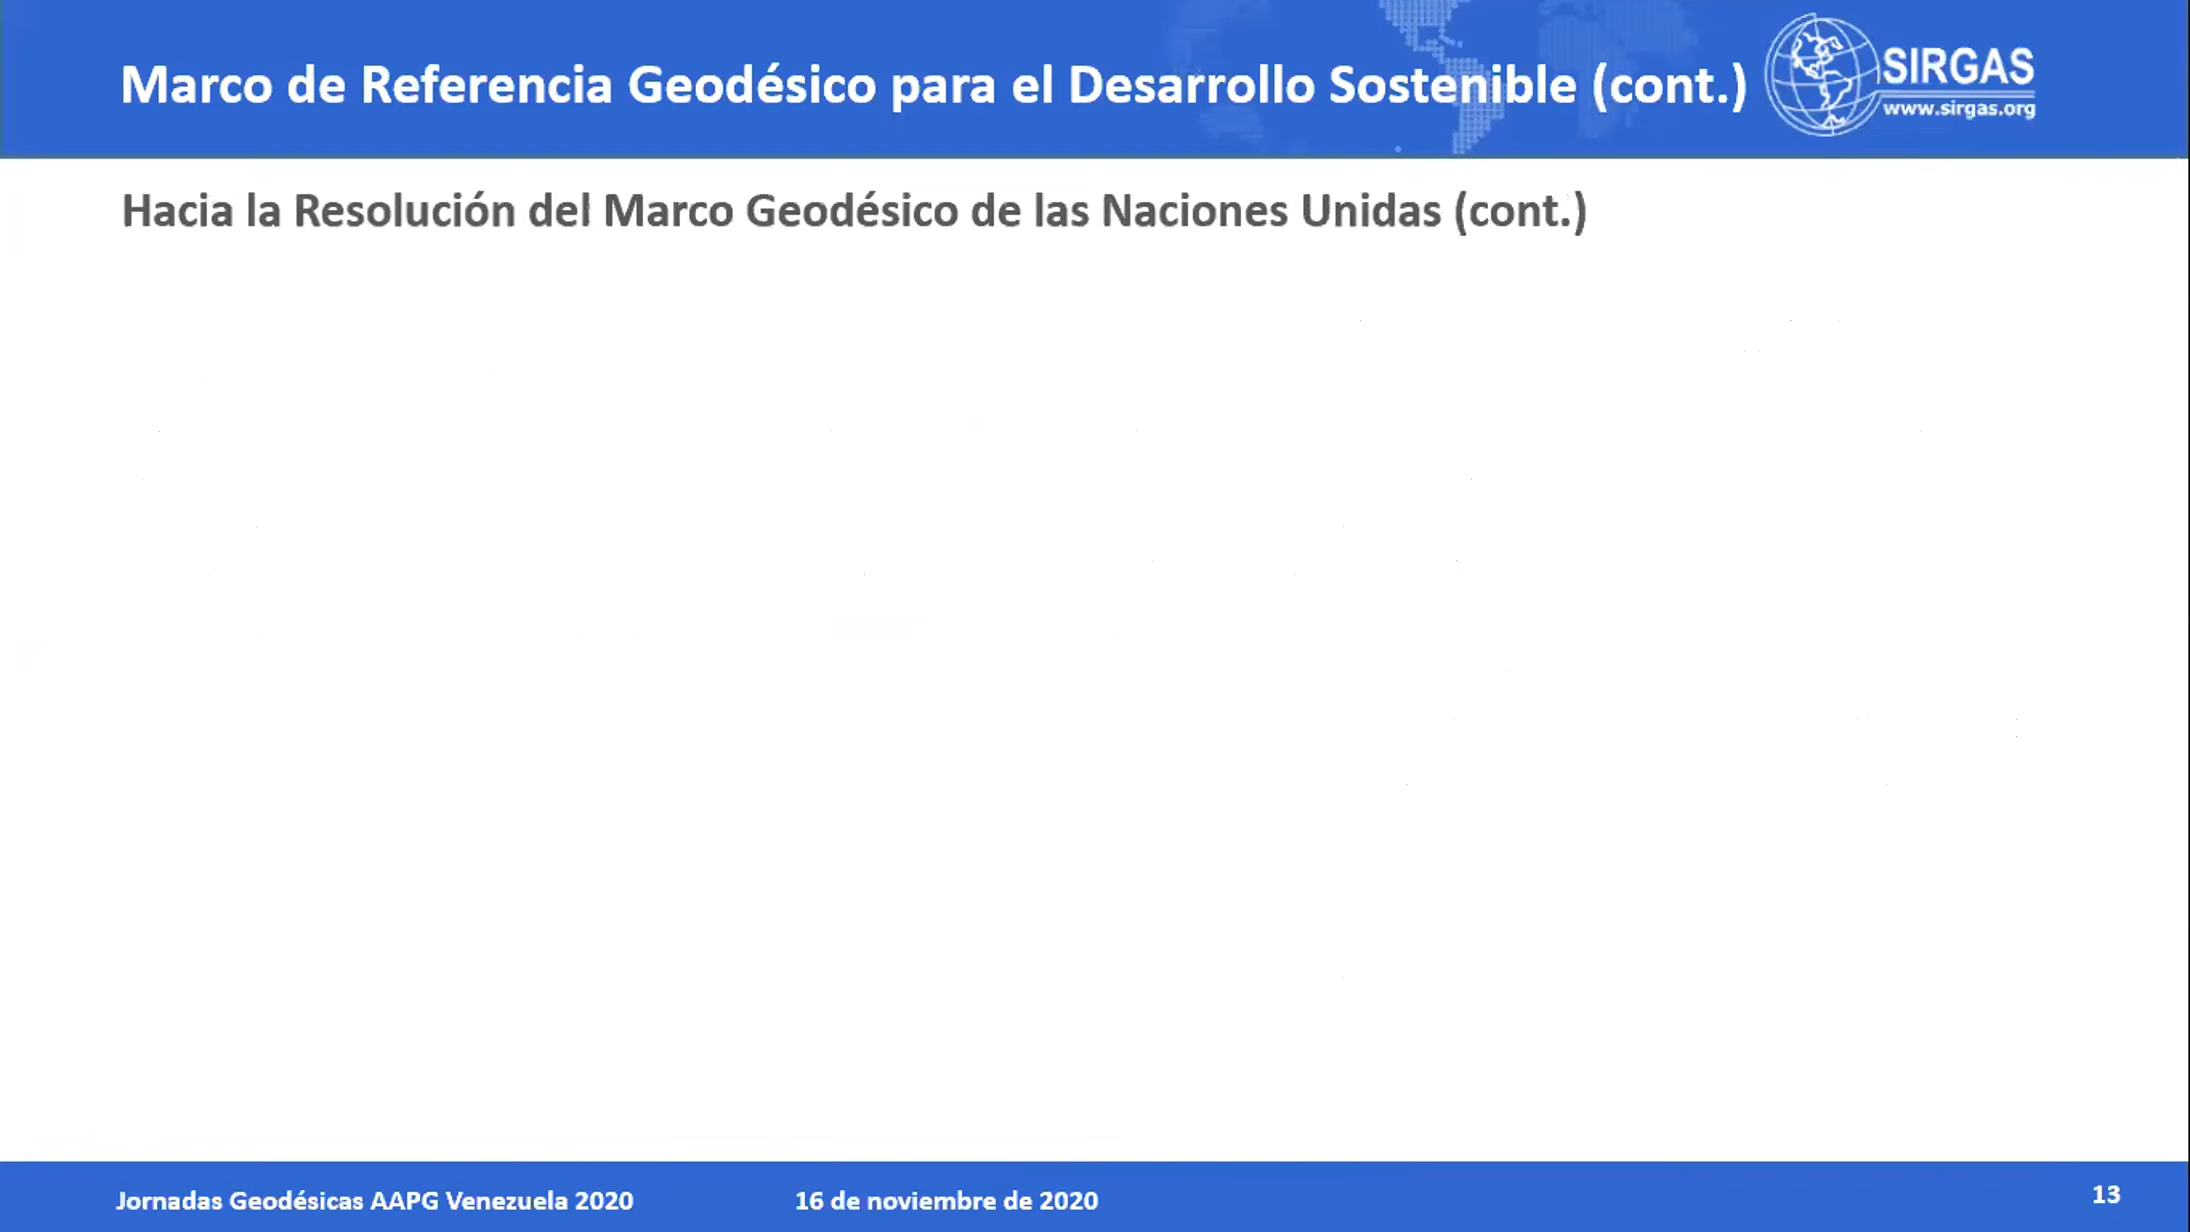 Marco de Referencia Geodésico para el Desarrollo Sostenible (cont.)
SIRGAS
www.sirgas.org
Hacia la Resolución del Marco Geodésico de las Naciones Unidas (cont.)
Jornadas Geodésicas AAPG Venezuela 2020
16 de noviembre de 2020
13